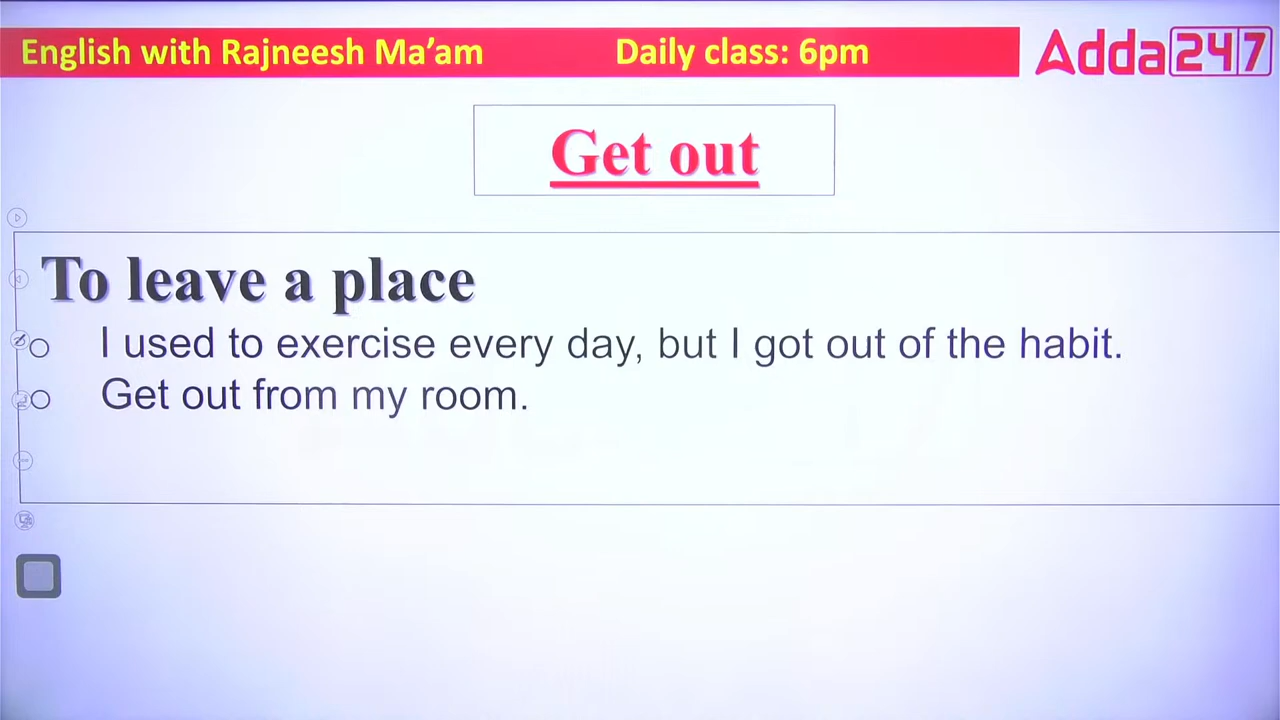 English with Rajneesh Ma’am Daily class: 6pm Adda247
Get out
To leave a place
I used to exercise every day, but I got out of the habit.
Get out from my room.